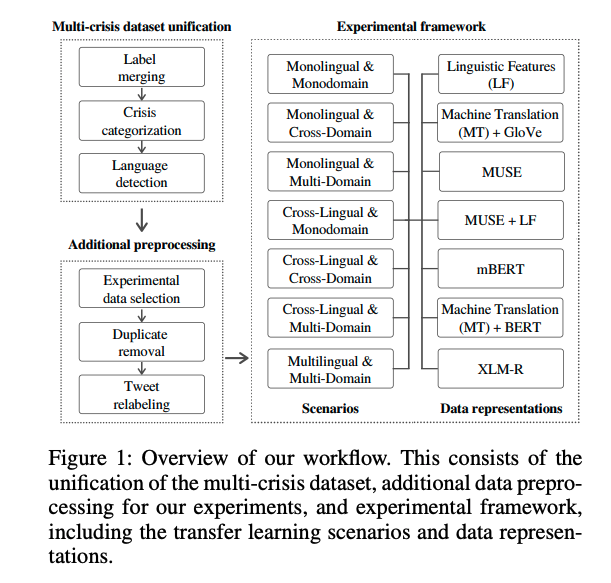 Multi-crisis dataset unification
Label
merging
Crisis
categorization
Language
detection
Additional preprocessing
Experimental
data selection
Duplicate
removal
Tweet
relabeling
Experimental framework
Monolingual &
Monodomain
Monolingual &
Cross-Domain
Monolingual &
Multi-Domain
Cross-Lingual &
Monodomain
Cross-Lingual &
Cross-Domain
Cross-Lingual &
Multi-Domain
Multilingual &
Multi-Domain
Scenarios
Linguistic Features
(LF)
Machine Translation
(MT) + GloVe
MUSE
MUSE + LF
mBERT
Machine Translation
(MT) + BERT
XLM-R
Data representations
Figure 1: Overview of our workflow. This consists of the
unification of the multi-crisis dataset, additional data prepro-
cessing for our experiments, and experimental framework,
including the transfer learning scenarios and data represen-
tations.